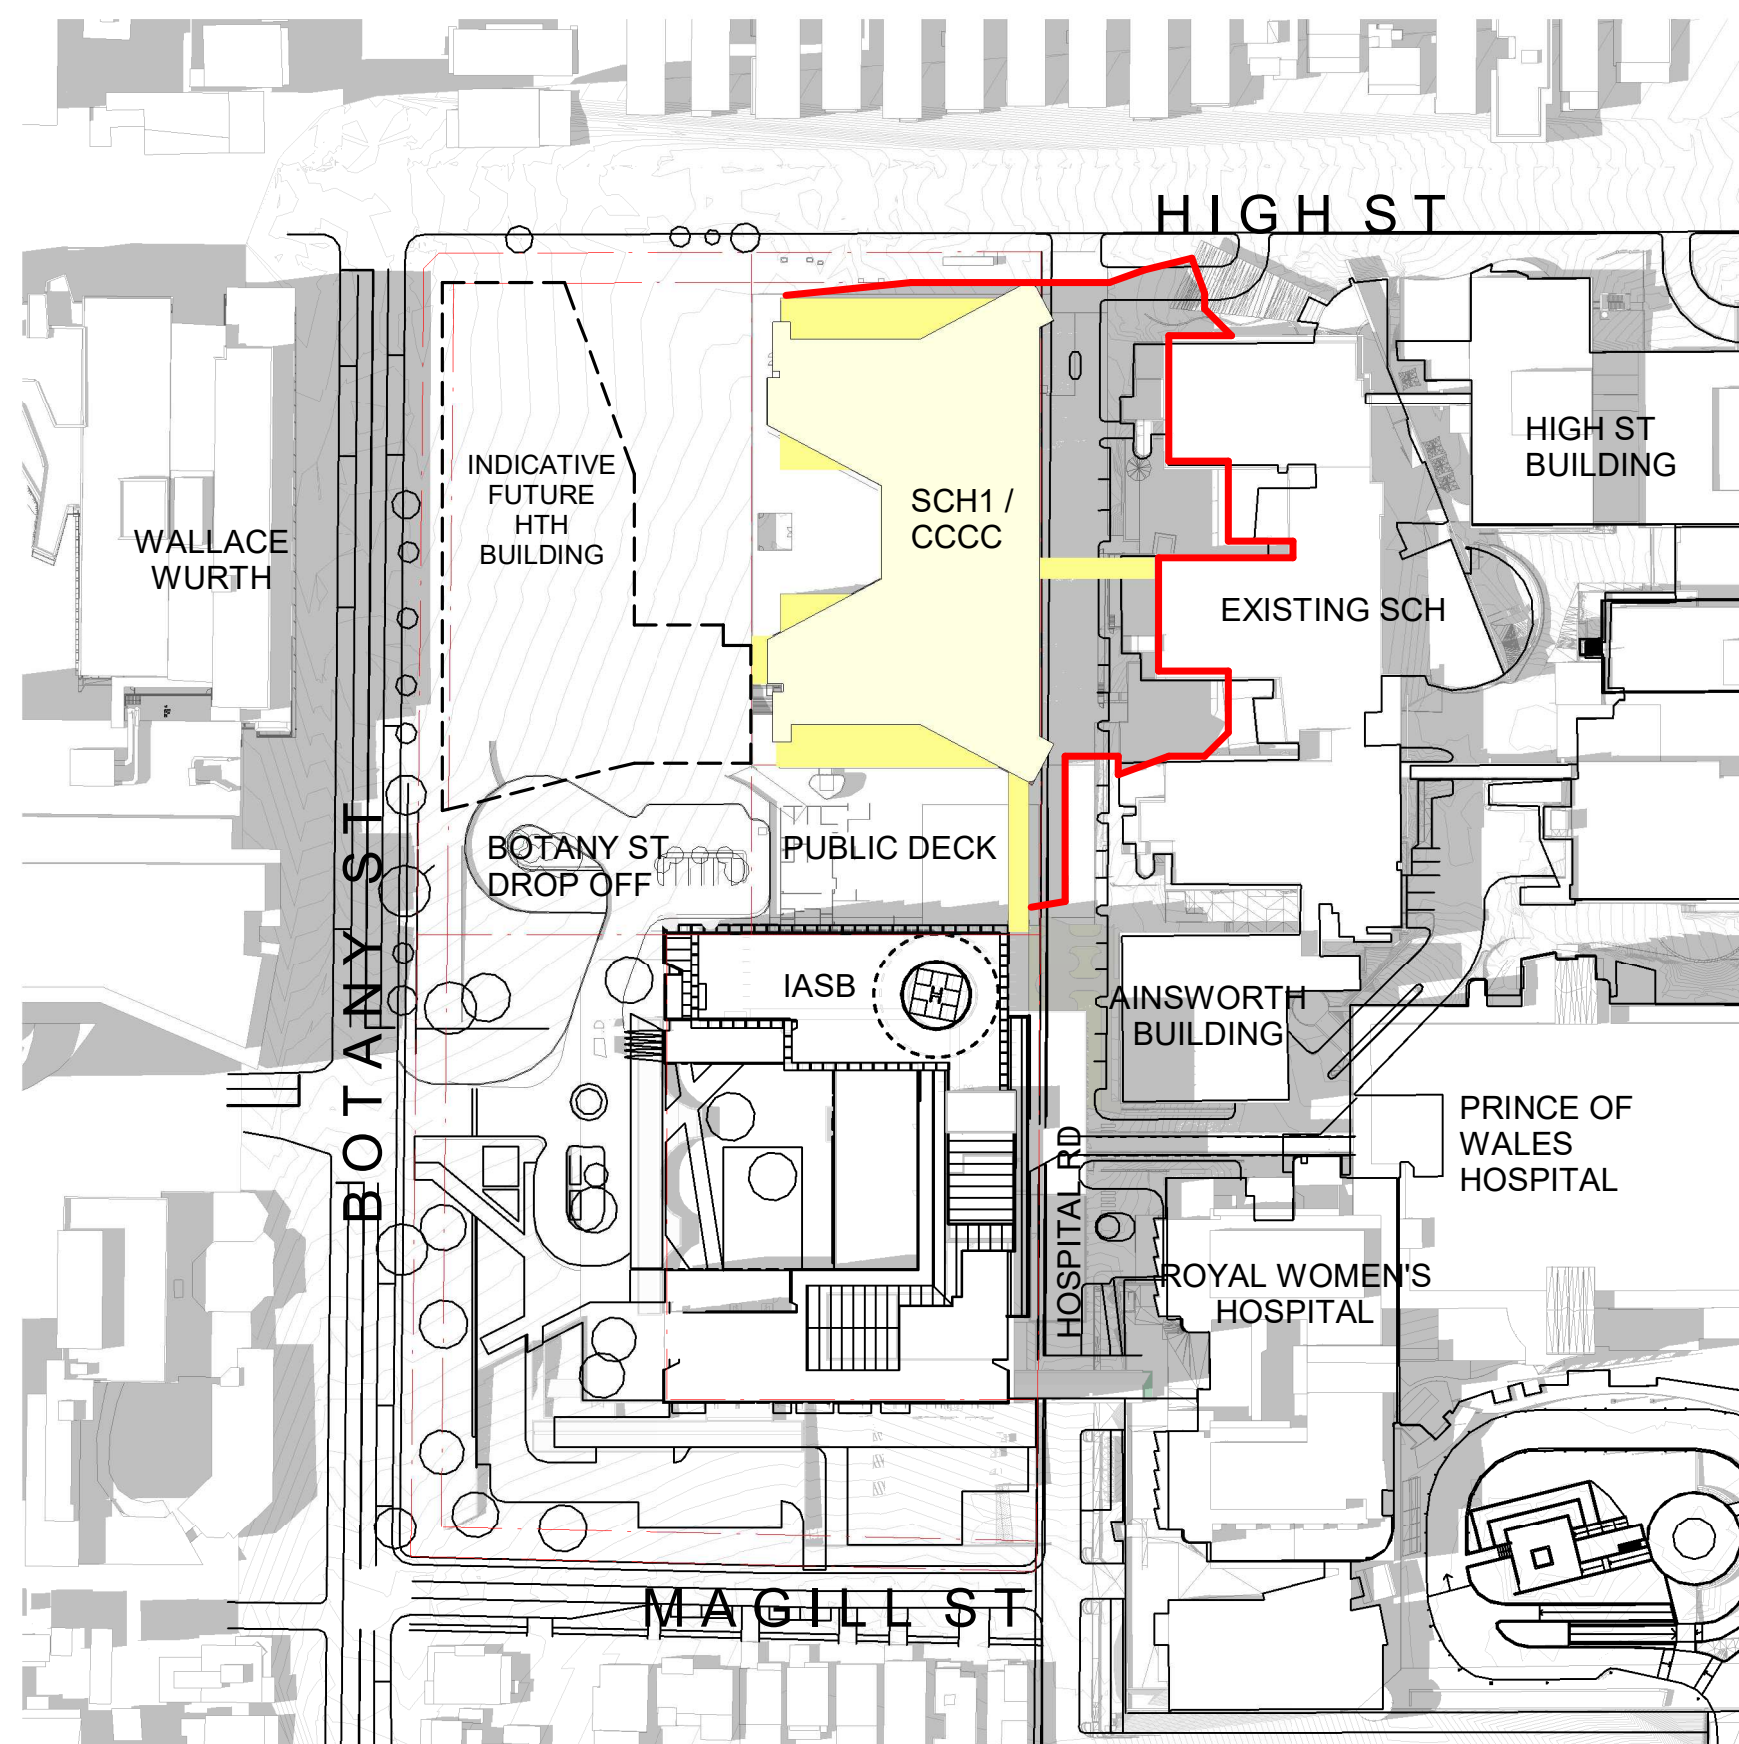 HIGH ST
HIGH ST
BUILDING
INDICATIVE
FUTURE
HTH
BUILDING
SCH1 /
CCCC
WALLACE
WURTH
EXISTING SCH
BOTANY ST
DROP OFF
PUBLIC DECK
BOTANY ST
IASB
H
AINSWORTH
BUILDING
PRINCE OF
WALES
HOSPITAL
HOSPITAL RD
ROYAL WOMEN'S
HOSPITAL
MAGILL ST